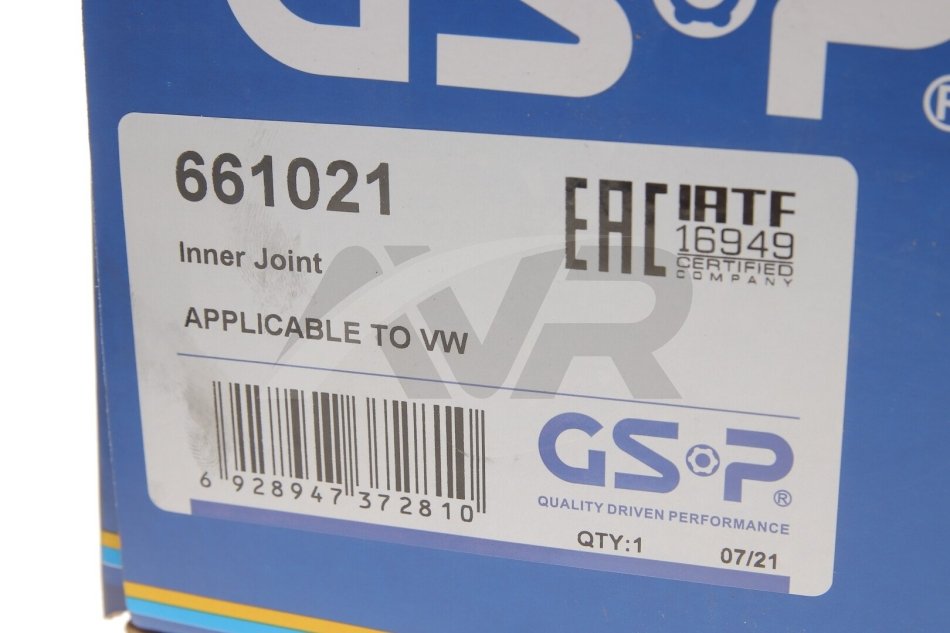 GSP
®
661021
Inner Joint
APPLICABLE TO VW
EAC
IATF
16949
CERTIFIED
COMPANY
AVR
6 928947 372810
GSP®
QUALITY DRIVEN PERFORMANCE
QTY:1
07/21